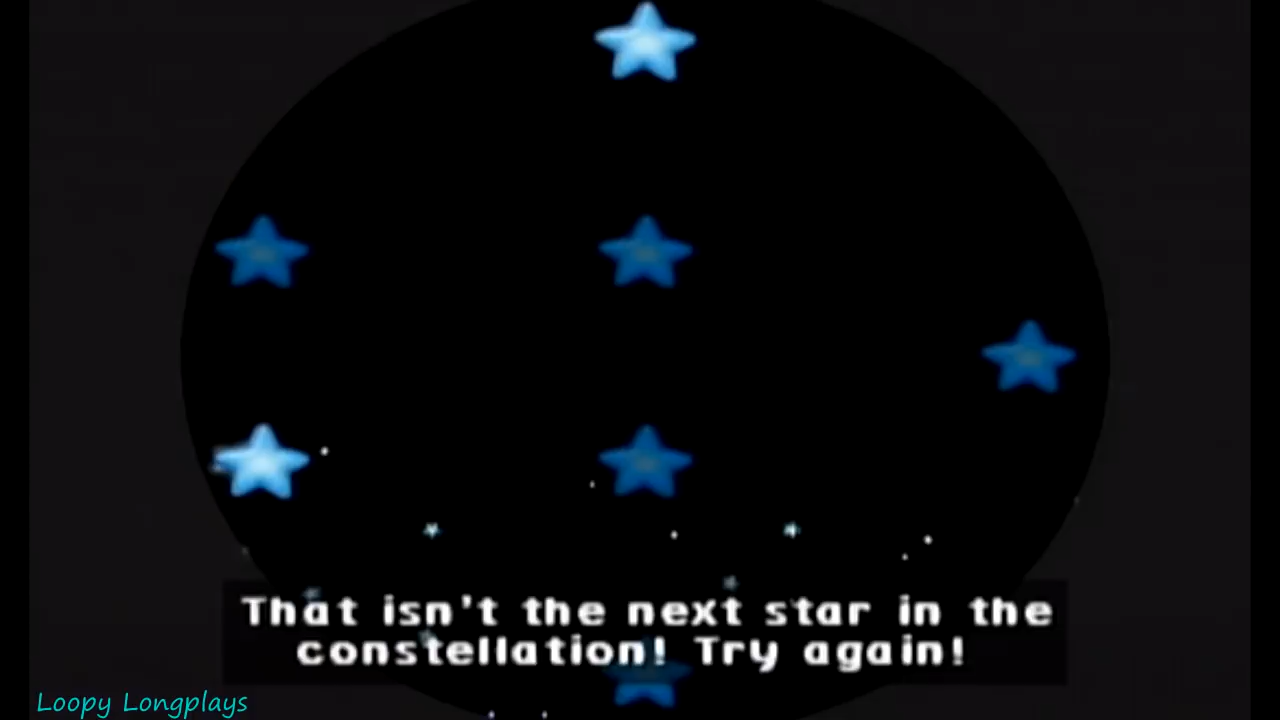 That isn't the next star in the
constellation! Try again!
Loopy Longplays